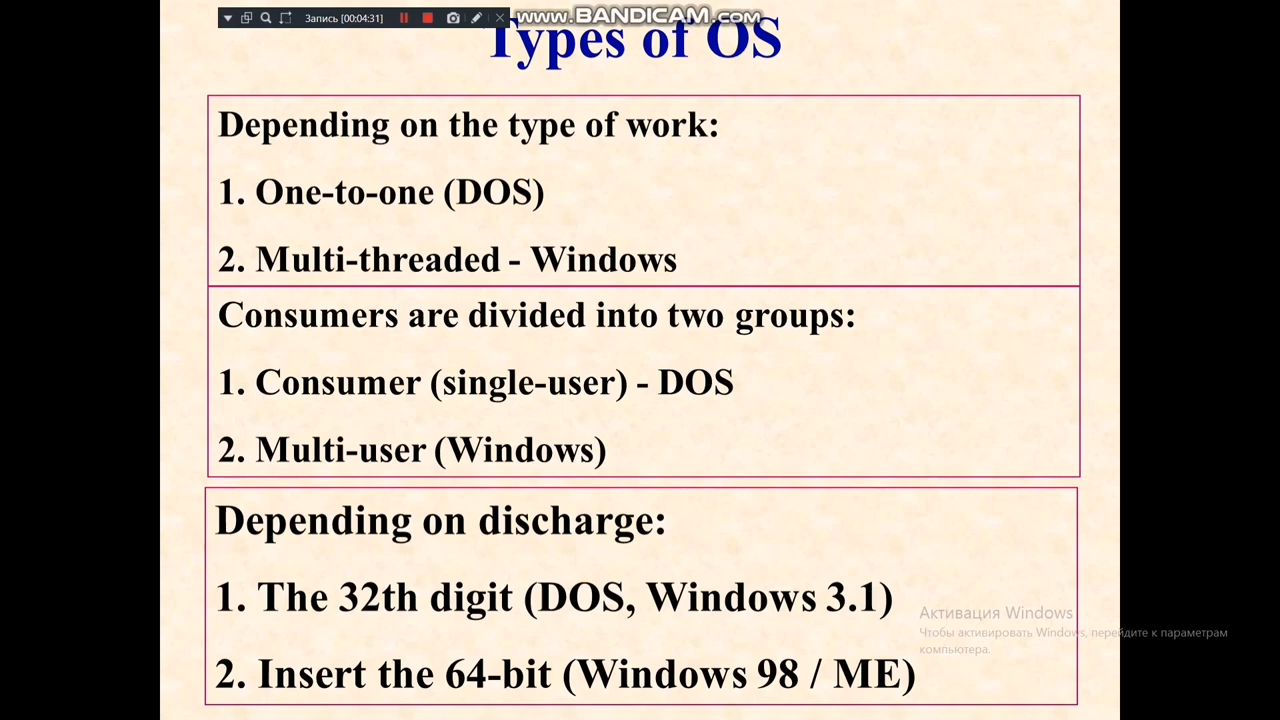 Запись [00:04:31]
www.BANDICAM.com
Types of OS
Depending on the type of work:
1. One-to-one (DOS)
2. Multi-threaded - Windows
Consumers are divided into two groups:
1. Consumer (single-user) - DOS
2. Multi-user (Windows)
Depending on discharge:
1. The 32th digit (DOS, Windows 3.1)
2. Insert the 64-bit (Windows 98 / ME)
Активация Windows
Чтобы активировать Windows, перейдите к параметрам
компьютера.